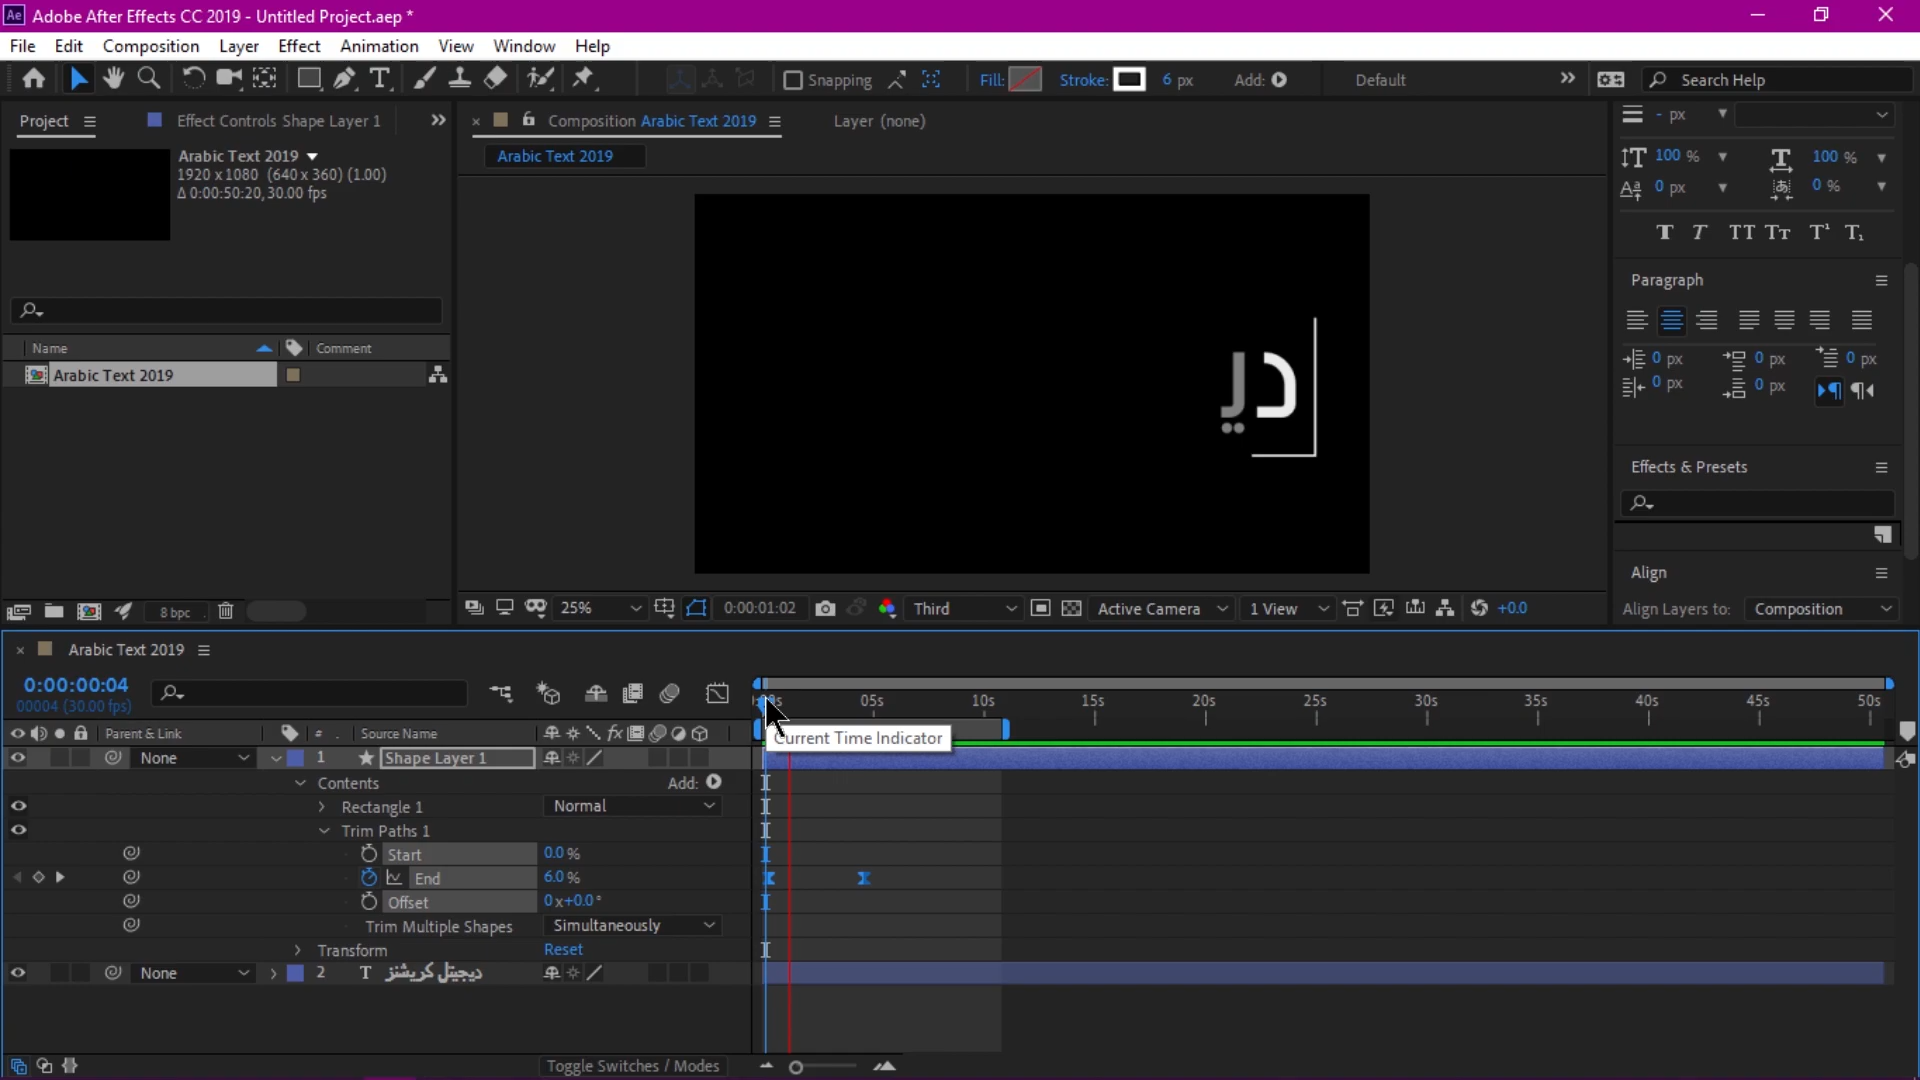 Adobe After Effects CC 2019 - Untitled Project.aep *
File Edit Composition Layer Effect Animation View Window Help
Snapping Fill: Stroke: 6 px Add: Default Search Help
Project Effect Controls Shape Layer 1 Composition Arabic Text 2019 Layer (none)
Arabic Text 2019
1920 x 1080 (640 x 360) (1.00)
Δ 0:00:50:20, 30.00 fps
Arabic Text 2019
- px
100 % 100 %
0 px 0 %
Paragraph
0 px 0 px 0 px
0 px 0 px
Name Comment
Arabic Text 2019
دي
Effects & Presets
Align
Align Layers to: Composition
8 bpc
25% 0:00:01:02 Third Active Camera 1 View +0.0
Arabic Text 2019
0:00:00:04
00004 (30.00 fps)
05s 10s 15s 20s 25s 30s 35s 40s 45s 50s
Parent & Link # Source Name
Current Time Indicator
None 1 Shape Layer 1
Contents Add:
Rectangle 1 Normal
Trim Paths 1
Start 0.0 %
End 6.0 %
Offset 0x+0.0°
Trim Multiple Shapes Simultaneously
Transform Reset
None 2 T ديجيتل كريشنز
Toggle Switches / Modes